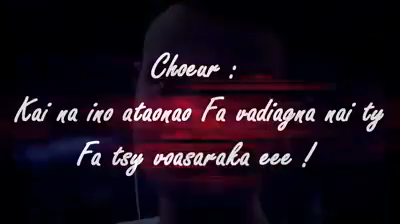 Choeur :
Kai na ino ataonao Fa vadiagna nai ty
Fa tsy voasaraka eee !